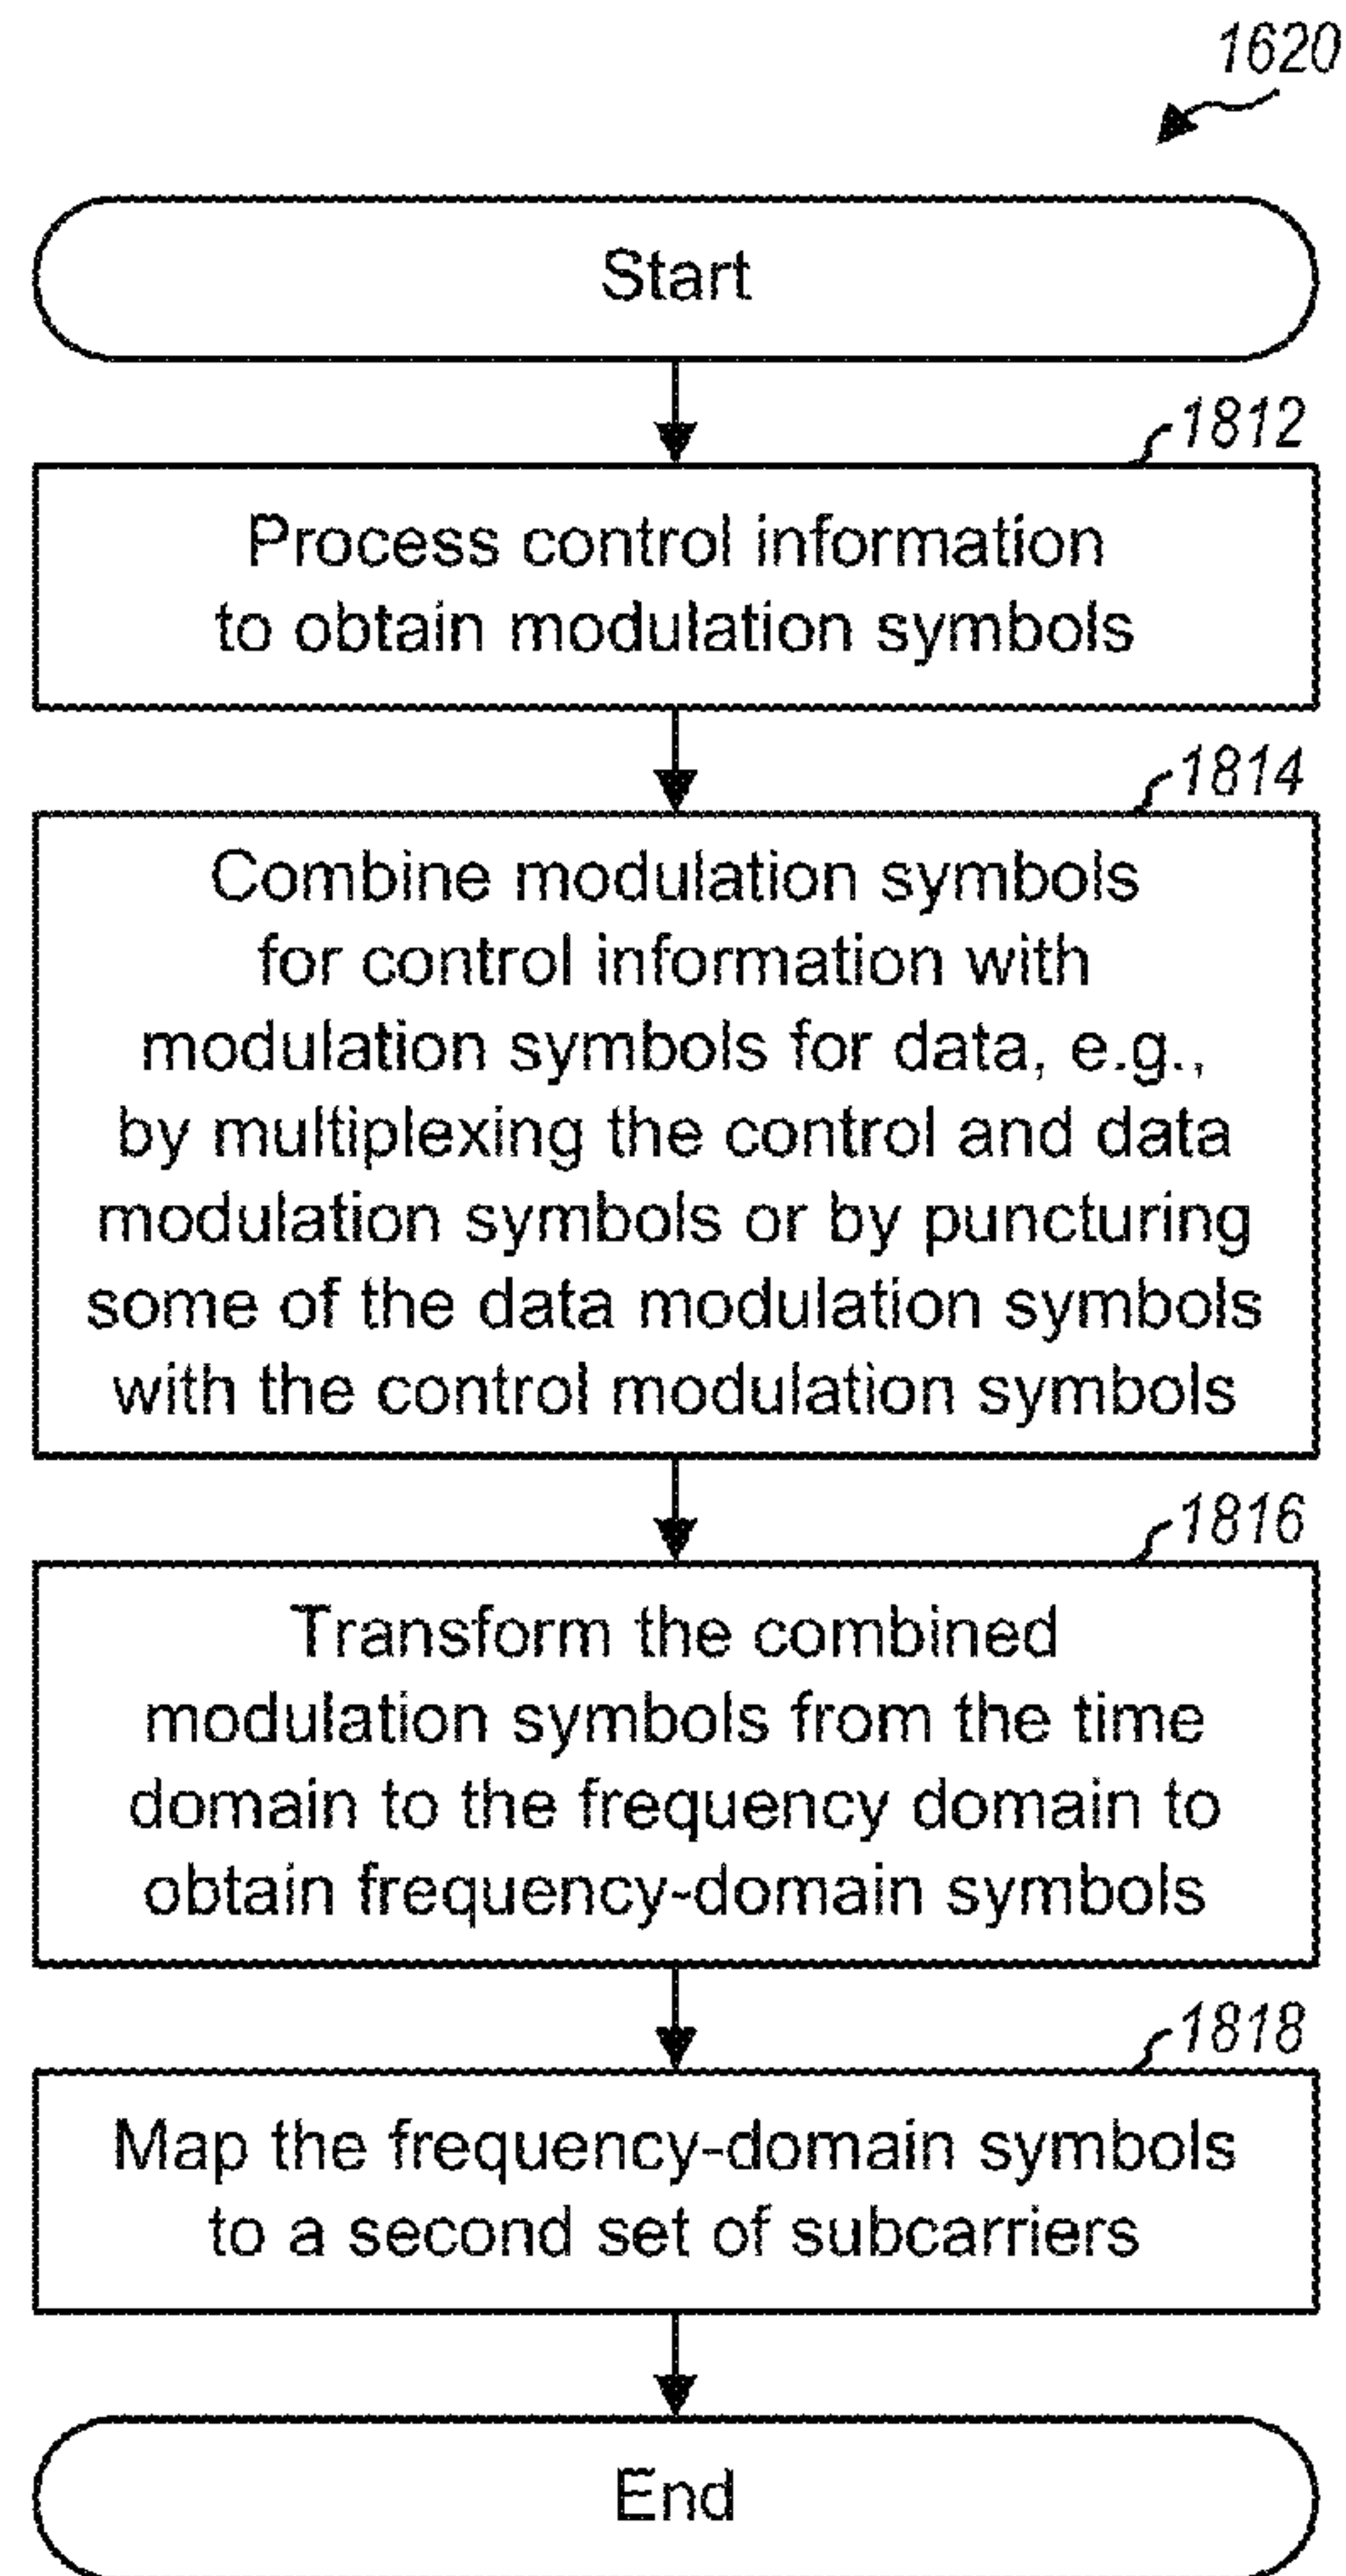 1620
Start
1812
Process control information
to obtain modulation symbols
1814
Combine modulation symbols
for control information with
modulation symbols for data, e.g.,
by multiplexing the control and data
modulation symbols or by puncturing
some of the data modulation symbols
with the control modulation symbols
1816
Transform the combined
modulation symbols from the time
domain to the frequency domain to
obtain frequency-domain symbols
1818
Map the frequency-domain symbols
to a second set of subcarriers
End